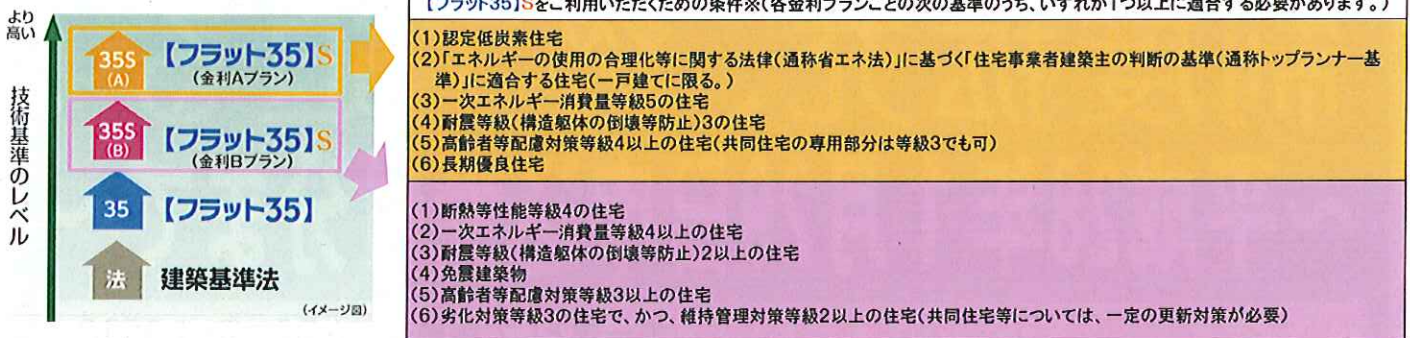 【フラット35】Sをご利用いただくための条件※(各金利プランごとの次の基準のうち、いずれか1つ以上に適合する必要があります。)
より
高い
技術基準のレベル
35S
(A)
【フラット35】S
(金利Aプラン)
35S
(B)
【フラット35】S
(金利Bプラン)
35
【フラット35】
法
建築基準法
(イメージ図)
(1)認定低炭素住宅
(2)「エネルギーの使用の合理化等に関する法律(通称省エネ法)」に基づく「住宅事業者建築主の判断の基準(通称トップランナー基
準)」に適合する住宅(一戸建てに限る。)
(3)一次エネルギー消費量等級5の住宅
(4)耐震等級(構造躯体の倒壊等防止)3の住宅
(5)高齢者等配慮対策等級4以上の住宅(共同住宅の専用部分は等級3でも可)
(6)長期優良住宅
(1)断熱等性能等級4の住宅
(2)一次エネルギー消費量等級4以上の住宅
(3)耐震等級(構造躯体の倒壊等防止)2以上の住宅
(4)免震建築物
(5)高齢者等配慮対策等級3以上の住宅
(6)劣化対策等級3の住宅で、かつ、維持管理対策等級2以上の住宅(共同住宅等については、一定の更新対策が必要)